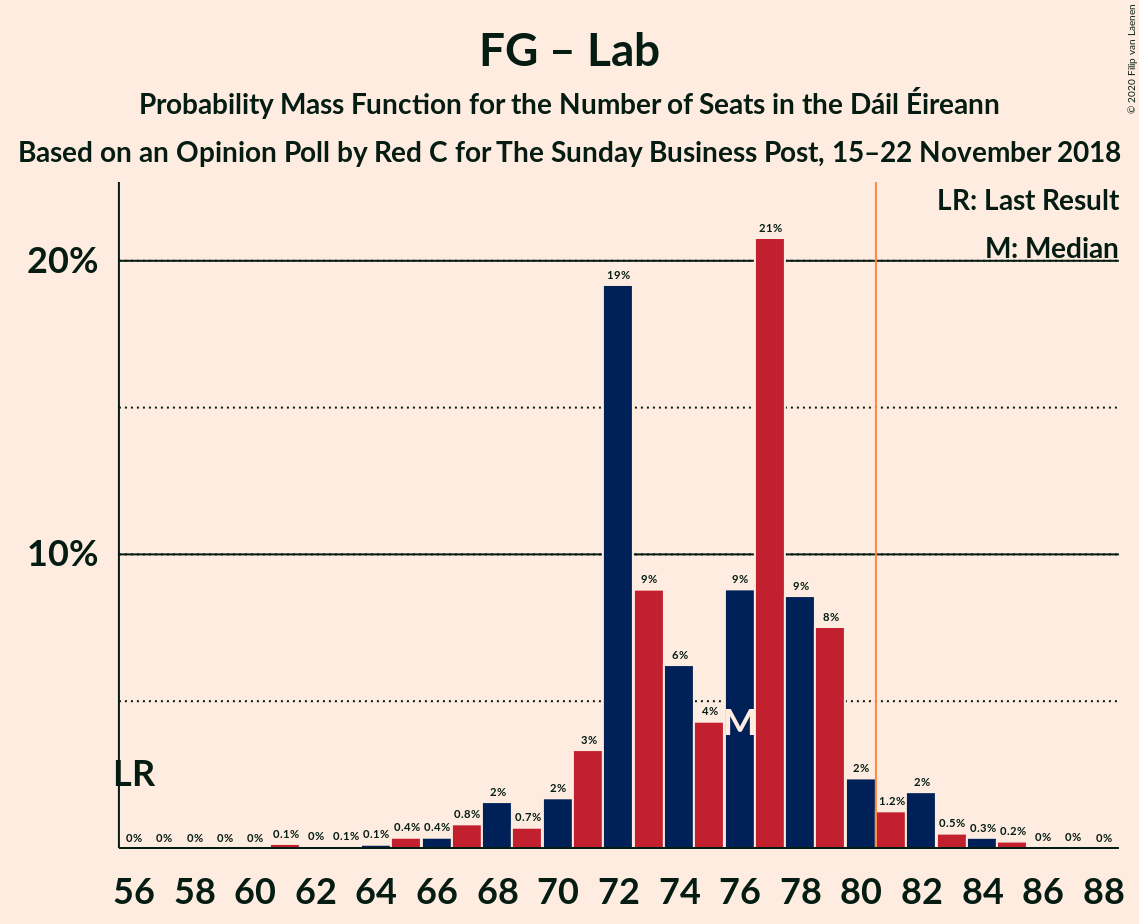 FG – Lab
Probability Mass Function for the Number of Seats in the Dáil Éireann
Based on an Opinion Poll by Red C for The Sunday Business Post, 15–22 November 2018
© 2020 Filip van Laenen
LR: Last Result
M: Median
20%
10%
0% 0% 0% 0% 0% 0.1% 0% 0.1% 0.1% 0.4% 0.4% 0.8% 2% 0.7% 2% 3% 19% 9% 6% 4% 9% 21% 9% 8% 2% 1.2% 2% 0.5% 0.3% 0.2% 0% 0% 0%
LR
M
56 58 60 62 64 66 68 70 72 74 76 78 80 82 84 86 88